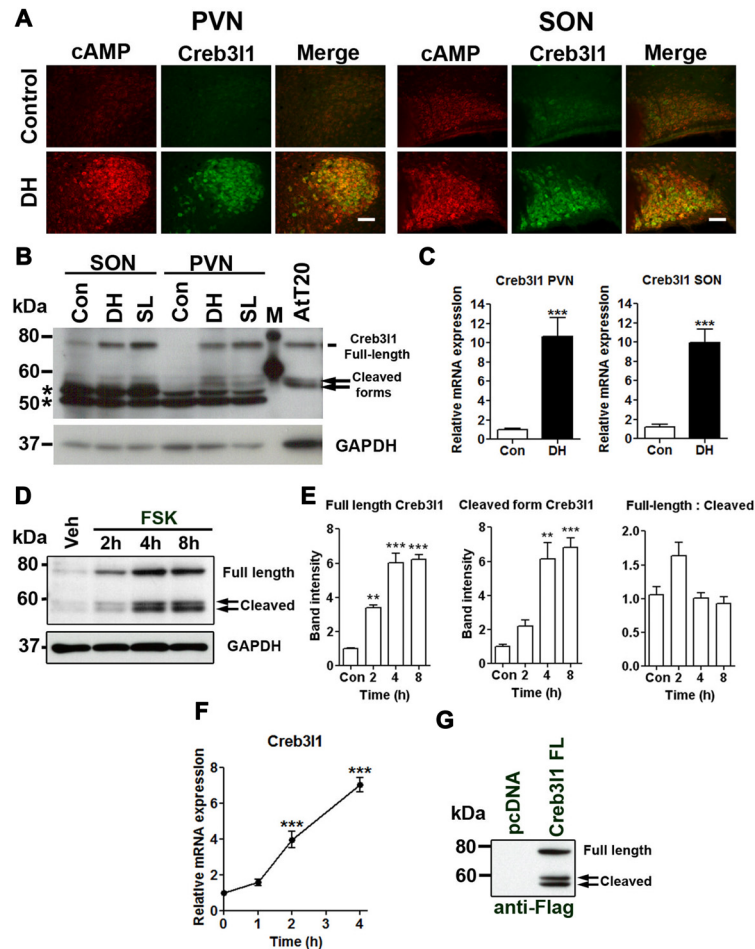 A
PVN
SON
cAMP Creb3l1 Merge
cAMP Creb3l1 Merge
Control
DH
B
SON PVN
kDa
Con DH SL Con DH SL M AtT20
80
60
*
50*
37
Creb3l1
Full-length
Cleaved
forms
GAPDH
C
Creb3l1 PVN
Relative mRNA expression
16
14
12
10
8
6
4
2
0
***
Con DH
Creb3l1 SON
Relative mRNA expression
16
14
12
10
8
6
4
2
0
***
Con DH
D
FSK
kDa
Veh 2h 4h 8h
80
60
37
Full length
Cleaved
GAPDH
E
Full length Creb3l1
Band intensity
8
6
4
2
0
** *** ***
Con 2 4 8
Time (h)
Cleaved form Creb3l1
Band intensity
8
6
4
2
0
** ***
Con 2 4 8
Time (h)
Full-length : Cleaved
2.0
1.5
1.0
0.5
0.0
Con 2 4 8
Time (h)
F
Creb3l1
Relative mRNA expression
8
6
4
2
0
***
***
0 1 2 3 4
Time (h)
G
kDa
pcDNA
Creb3l1 FL
80
60
Full length
Cleaved
anti-Flag